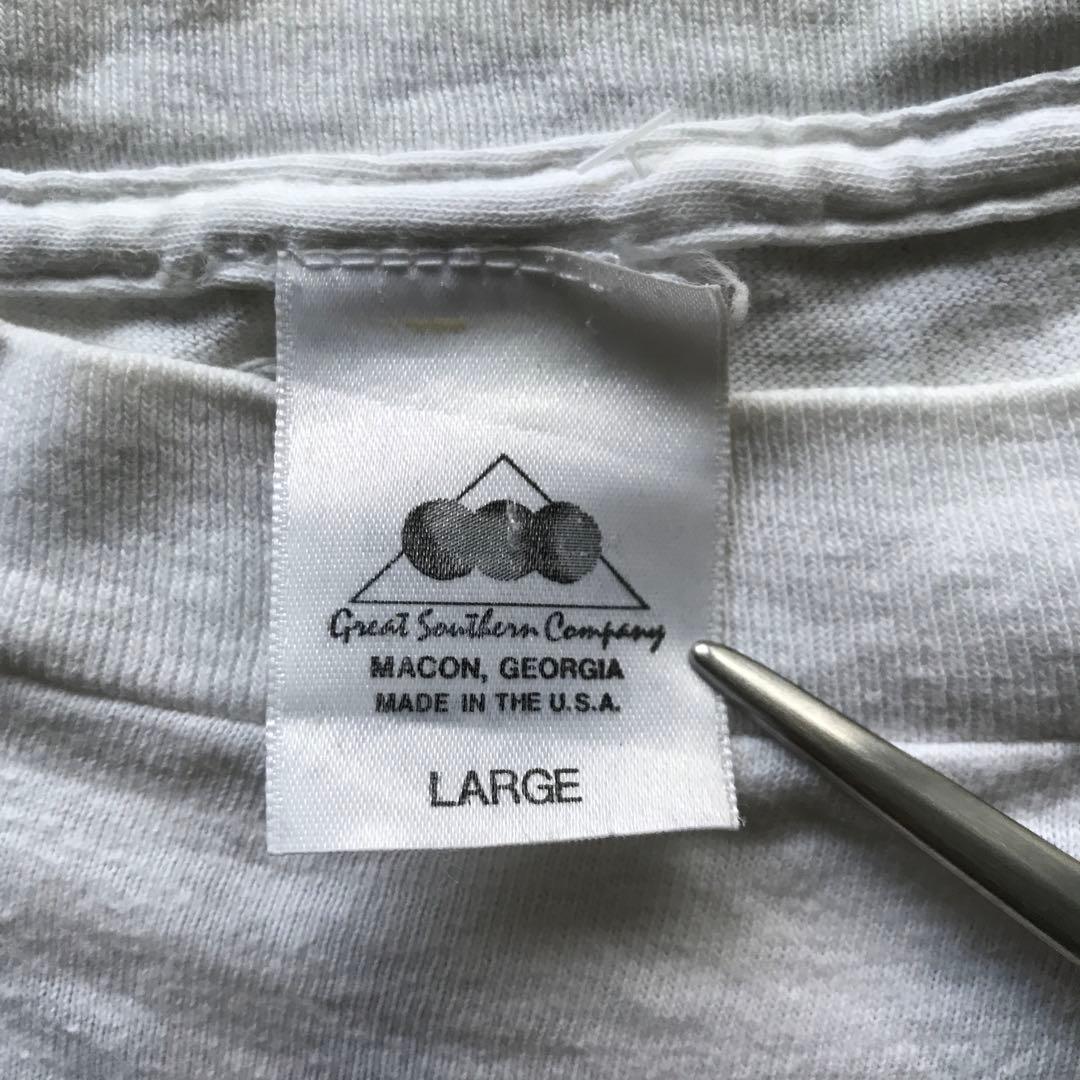 Great Southern Company
MACON, GEORGIA
MADE IN THE U.S.A.
LARGE